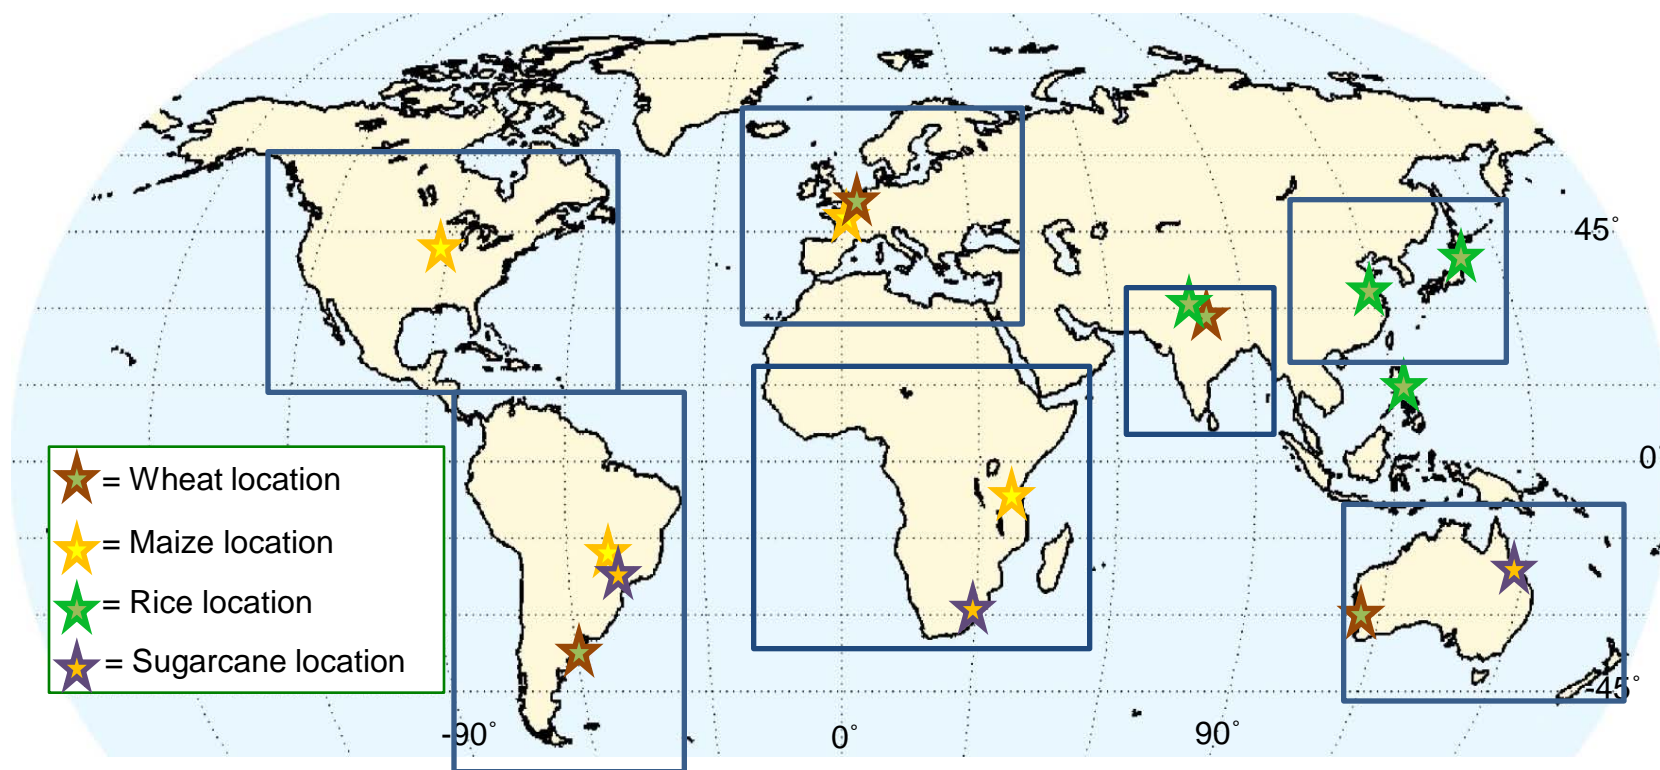 45°
0°
= Wheat location
= Maize location
= Rice location
= Sugarcane location
-45°
-90°
0°
90°